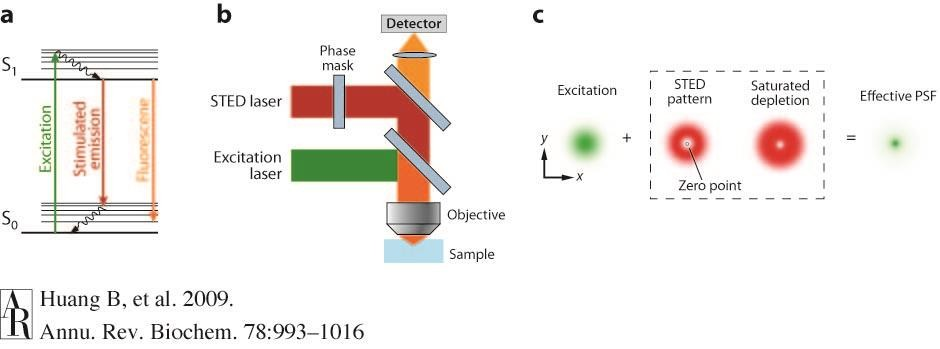 a
S1
S0
Excitation
Stimulated
emission
Fluorescene
b
Detector
Phase
mask
STED laser
Excitation
laser
Objective
Sample
c
Excitation
+
STED
pattern
Saturated
depletion
Zero point
=
Effective PSF
y
x
AR
Huang B, et al. 2009.
Annu. Rev. Biochem. 78:993–1016